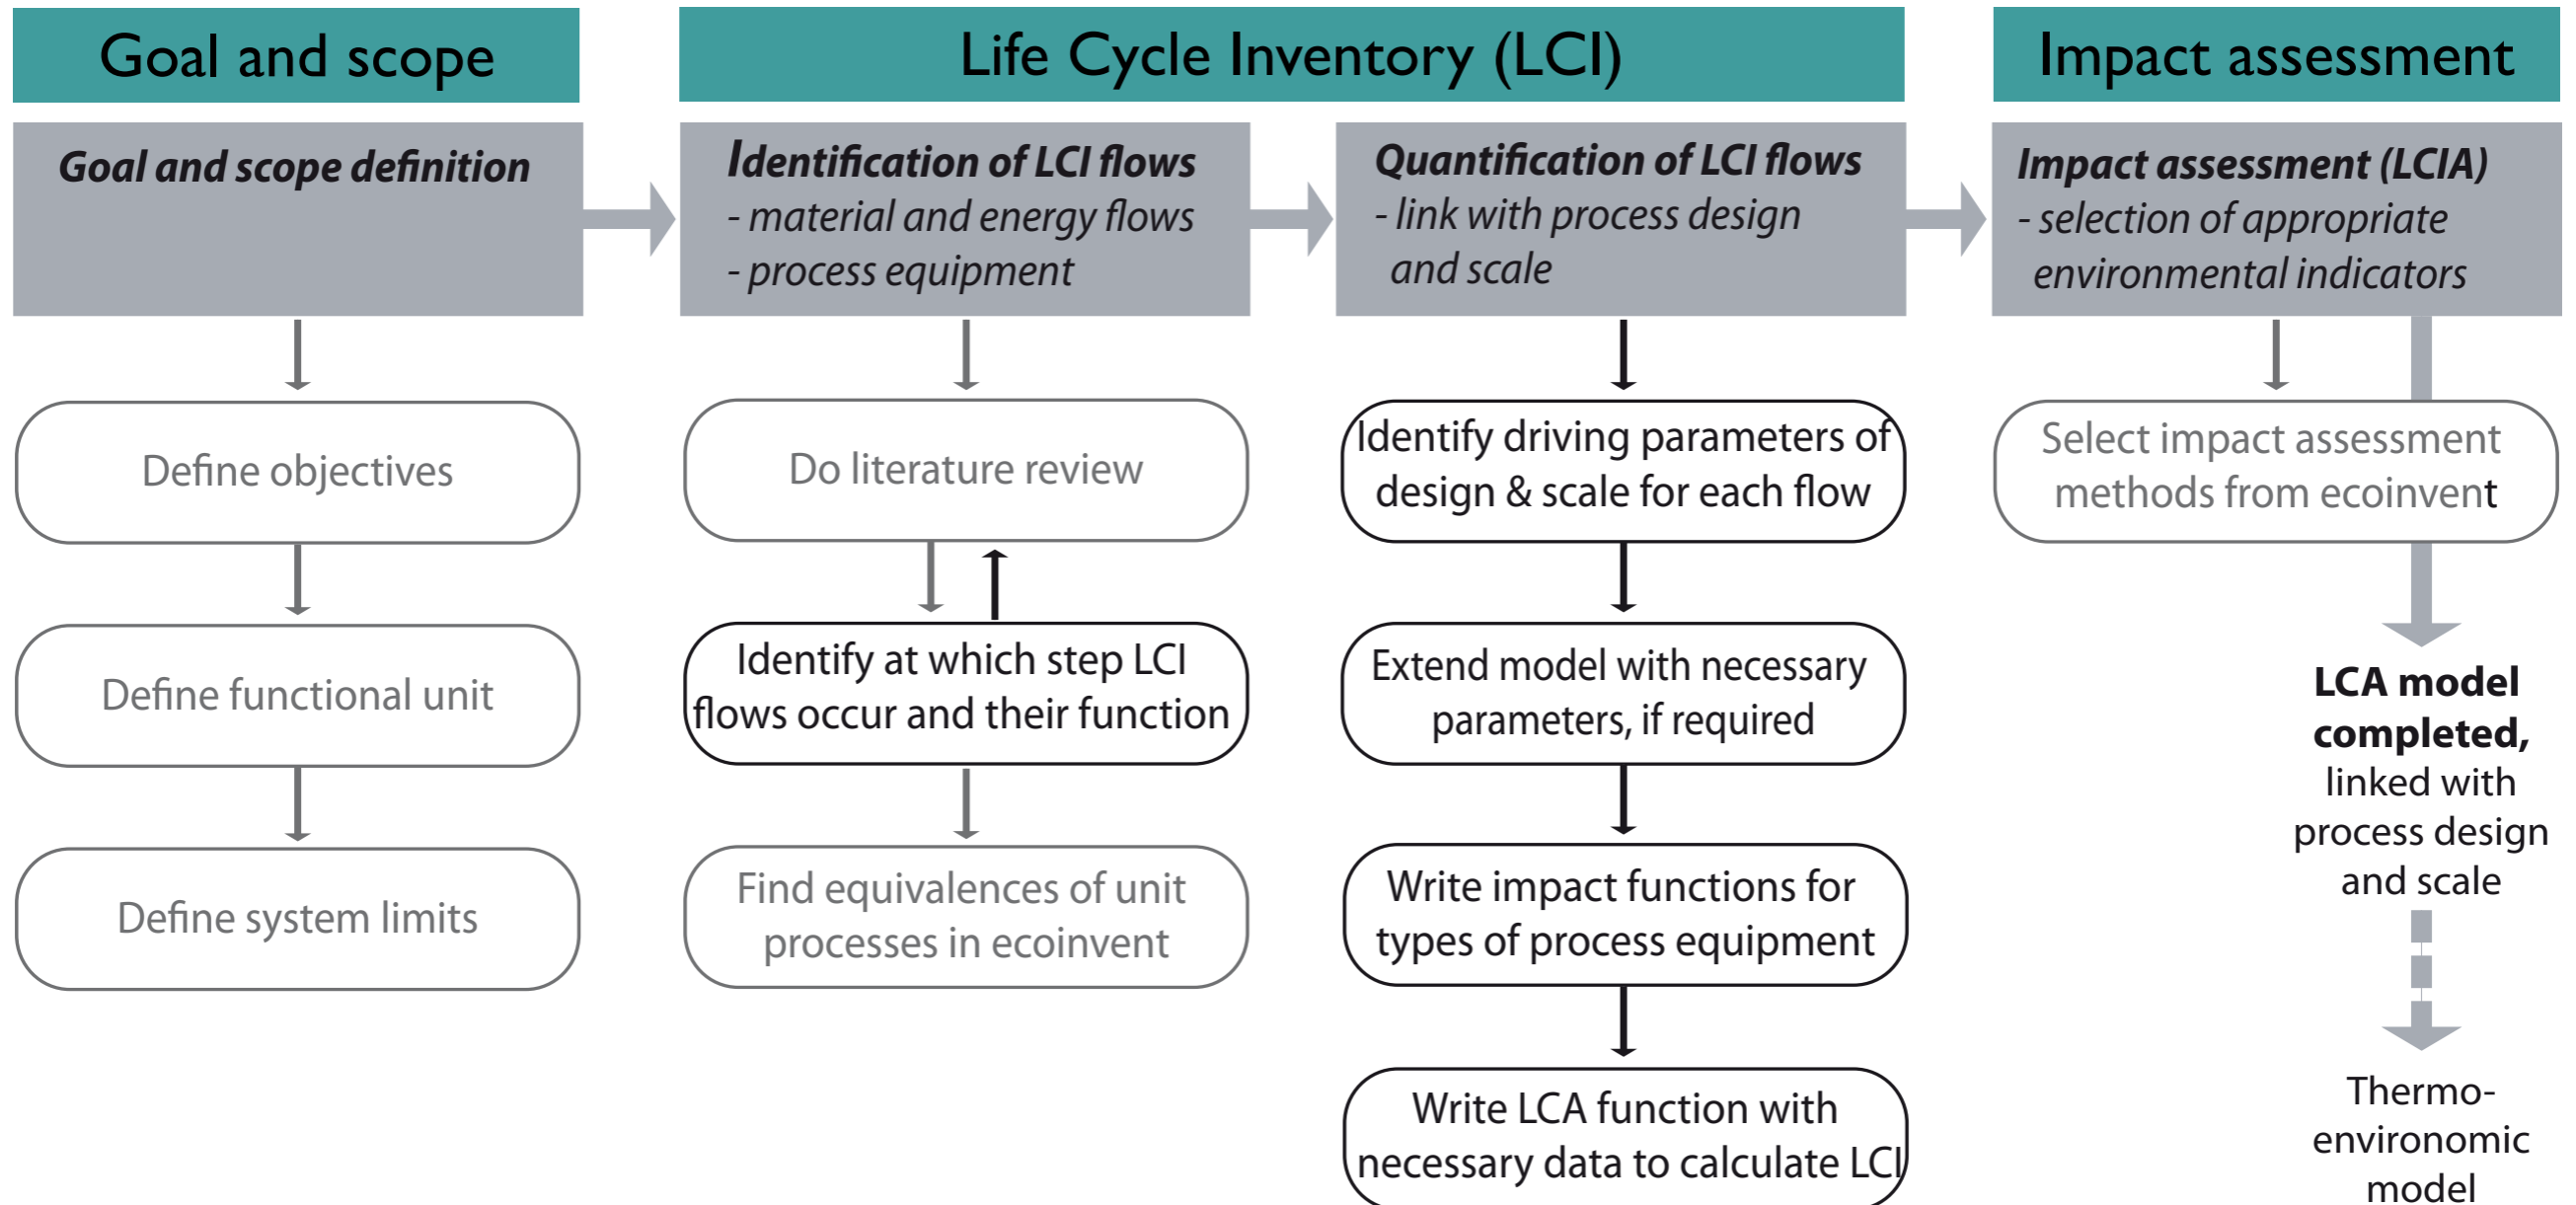 Goal and scope
Life Cycle Inventory (LCI)
Impact assessment
Goal and scope definition
Identification of LCI flows
- material and energy flows
- process equipment
Quantification of LCI flows
- link with process design
and scale
Impact assessment (LCIA)
- selection of appropriate
environmental indicators
Define objectives
Define functional unit
Define system limits
Do literature review
Identify at which step LCI
flows occur and their function
Find equivalences of unit
processes in ecoinvent
Identify driving parameters of
design & scale for each flow
Extend model with necessary
parameters, if required
Write impact functions for
types of process equipment
Write LCA function with
necessary data to calculate LCI
Select impact assessment
methods from ecoinvent
LCA model
completed,
linked with
process design
and scale
Thermo-
environomic
model